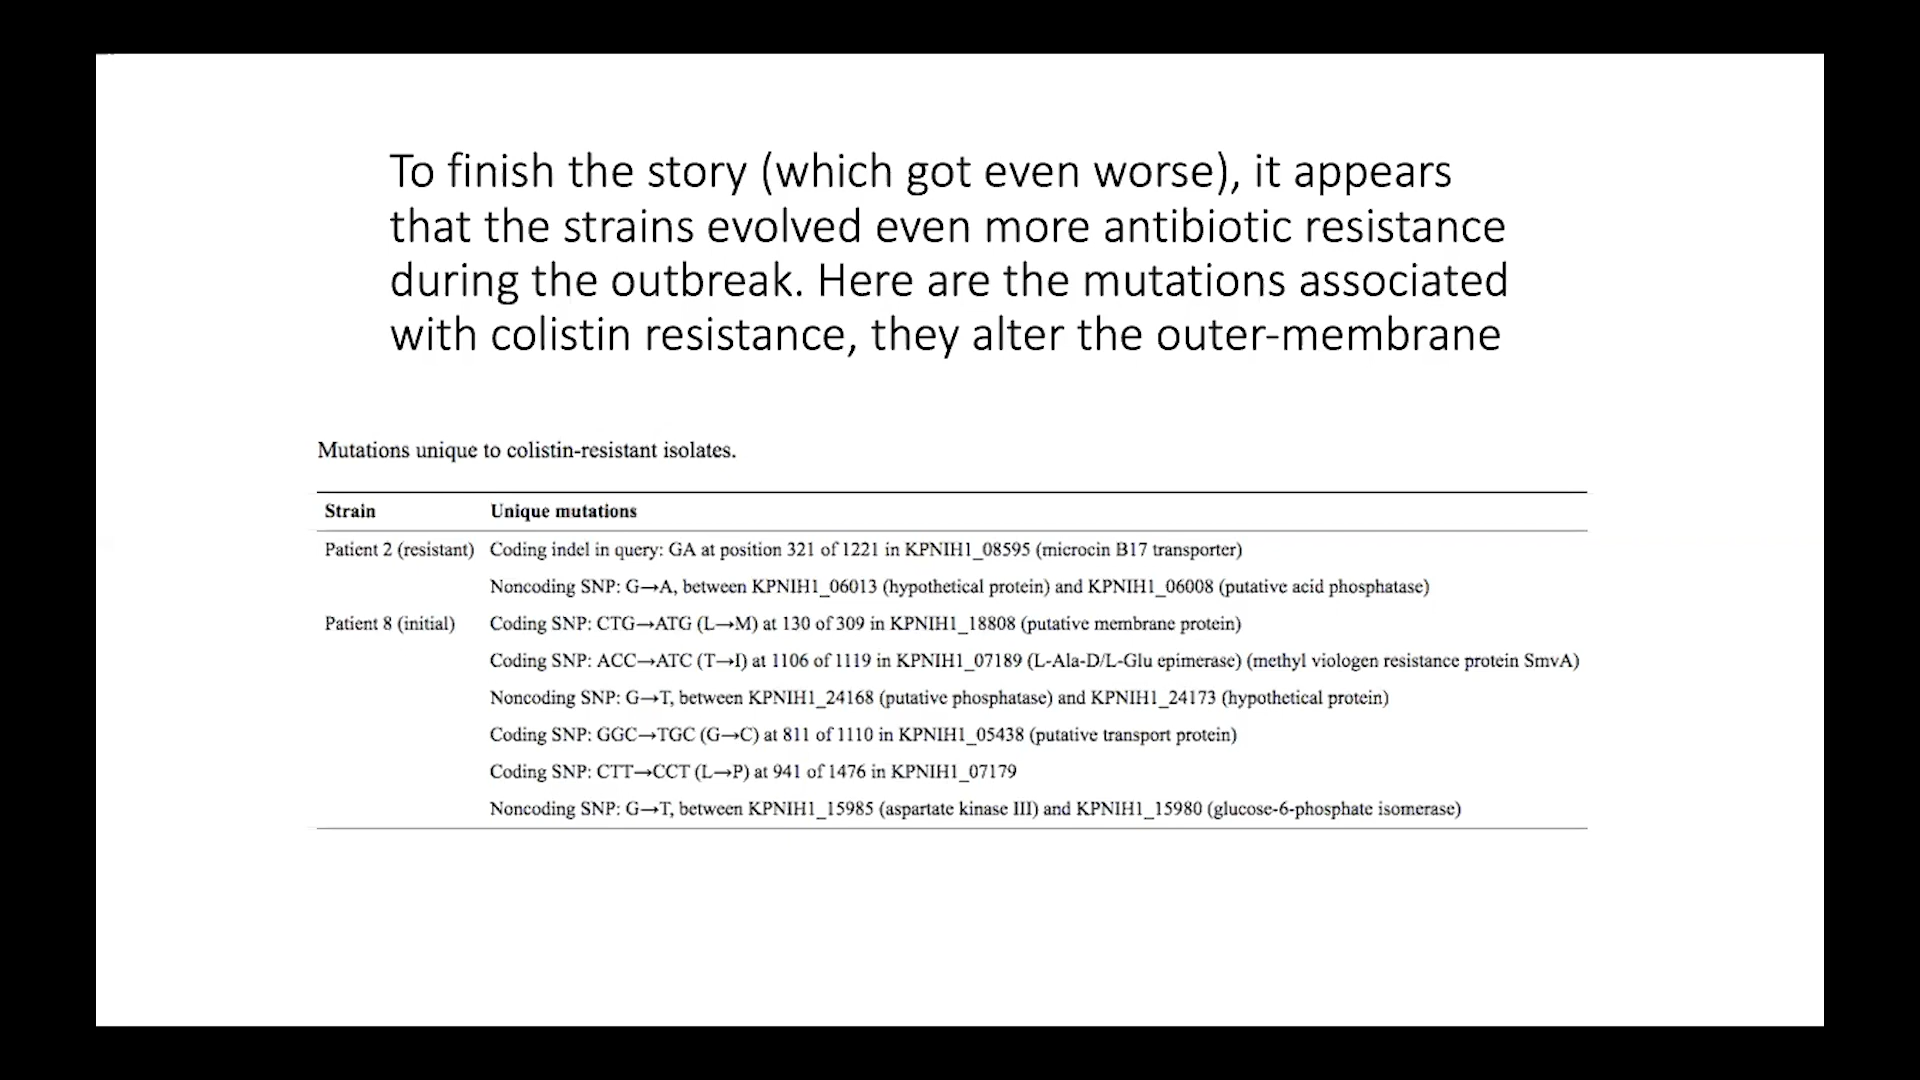 To finish the story (which got even worse), it appears
that the strains evolved even more antibiotic resistance
during the outbreak. Here are the mutations associated
with colistin resistance, they alter the outer-membrane
Mutations unique to colistin-resistant isolates.
Strain Unique mutations
Patient 2 (resistant) Coding indel in query: GA at position 321 of 1221 in KPNIH1_08595 (microcin B17 transporter)
Noncoding SNP: G→A, between KPNIH1_06013 (hypothetical protein) and KPNIH1_06008 (putative acid phosphatase)
Patient 8 (initial) Coding SNP: CTG→ATG (L→M) at 130 of 309 in KPNIH1_18808 (putative membrane protein)
Coding SNP: ACC→ATC (T→I) at 1106 of 1119 in KPNIH1_07189 (L-Ala-D/L-Glu epimerase) (methyl viologen resistance protein SmvA)
Noncoding SNP: G→T, between KPNIH1_24168 (putative phosphatase) and KPNIH1_24173 (hypothetical protein)
Coding SNP: GGC→TGC (G→C) at 811 of 1110 in KPNIH1_05438 (putative transport protein)
Coding SNP: CTT→CCT (L→P) at 941 of 1476 in KPNIH1_07179
Noncoding SNP: G→T, between KPNIH1_15985 (aspartate kinase III) and KPNIH1_15980 (glucose-6-phosphate isomerase)